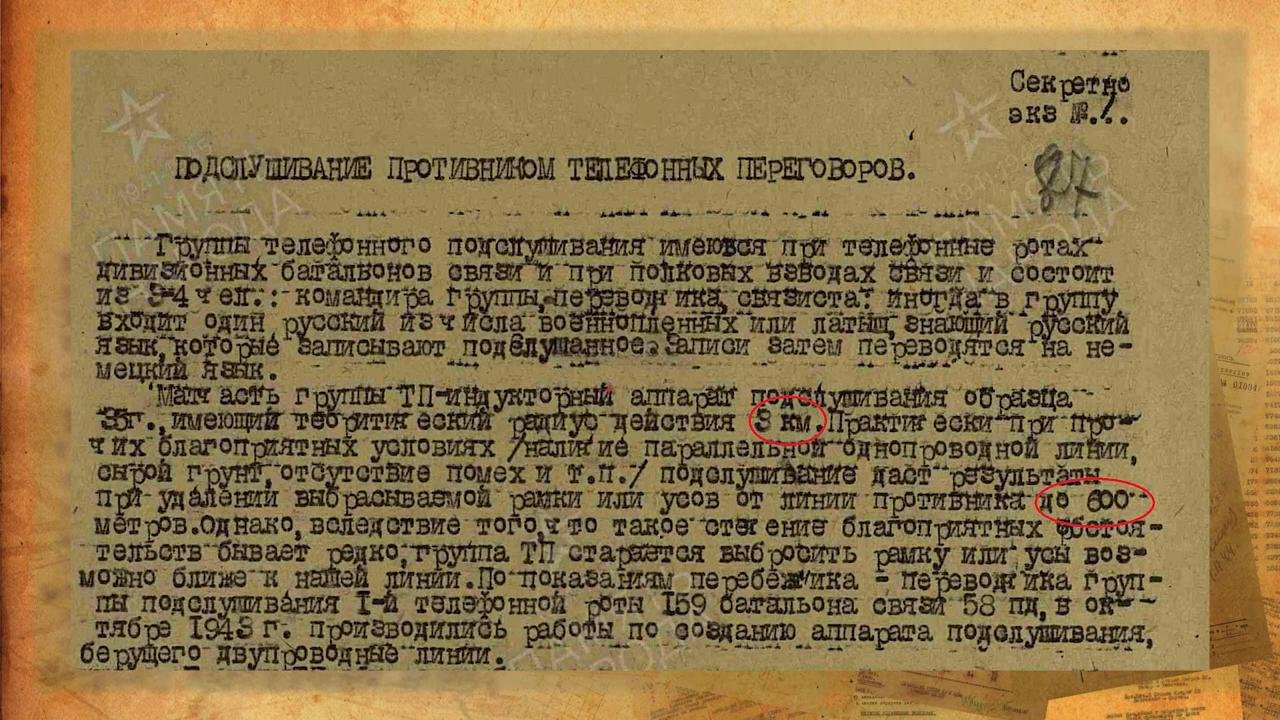 Секретно
экз №.1.
87
ПОДСЛУШИВАНИЕ ПРОТИВНИКОМ ТЕЛЕФОННЫХ ПЕРЕГОВОРОВ.
Группы телефонного подслушивания имеются при телефонные ротах
дивизионных батальонов связи и при полковых взводах связи и состоит
из 3-4 чел.: командира группы, переводчика, связиста. иногда в группу
входит один русский из числа военнопленных или латыш, знающий русский
язык, которые записывают подслушанное. Записи затем переводятся на не-
мецкий язык.
Матчасть группы ТП-индукторный аппарат подслушивания образца
35г., имеющий теоритический радиус действия 3 км. Практически при про-
чих благоприятных условиях /наличие параллельной однопроводной линии,
сырой грунт, отсутствие помех и т.п./ подслушивание даст результаты
при удалении выбрасываемой рамки или усов от линии противника до 600
метров. Однако, вследствие того, что такое стечение благоприятных обстоя-
тельств бывает редко, группа ТП старается выбросить рамку или усы воз-
можно ближе к нашей линии. По показаниям перебежчика - переводчика груп-
пы подслушивания I-й телефонной роты 159 батальона связи 58 пд, в ок-
тябре 1943 г. производились работы по созданию аппарата подслушивания,
берущего двупроводные линии.
ПАМЯТЬ
НАРОДА